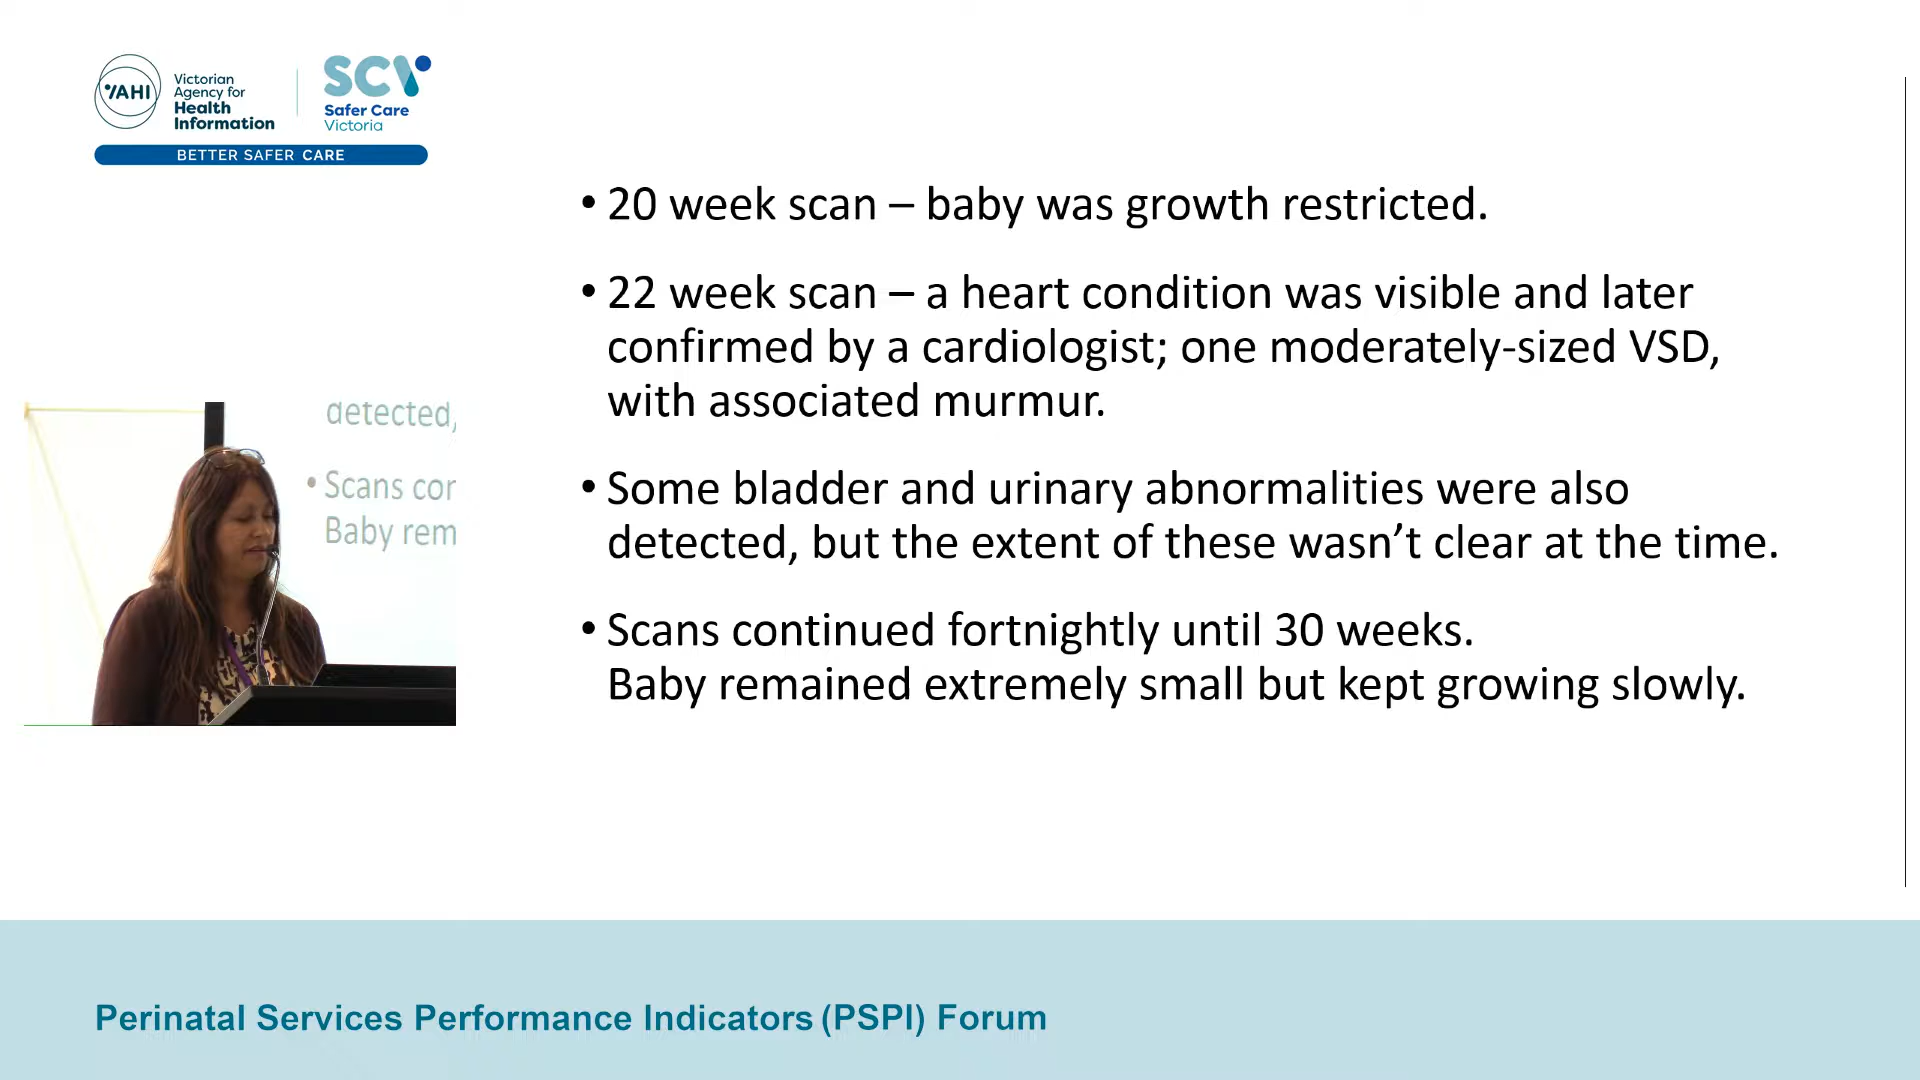 VAHI
Victorian
Agency for
Health
Information
SCV
Safer Care
Victoria
BETTER SAFER CARE
• 20 week scan – baby was growth restricted.
• 22 week scan – a heart condition was visible and later
confirmed by a cardiologist; one moderately-sized VSD,
with associated murmur.
• Some bladder and urinary abnormalities were also
detected, but the extent of these wasn’t clear at the time.
• Scans continued fortnightly until 30 weeks.
Baby remained extremely small but kept growing slowly.
detected,
• Scans con
Baby rem
Perinatal Services Performance Indicators (PSPI) Forum